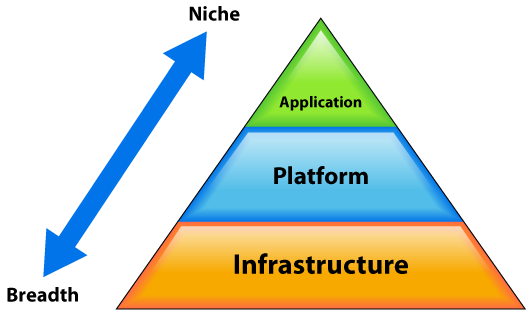 Niche
Application
Platform
Infrastructure
Breadth